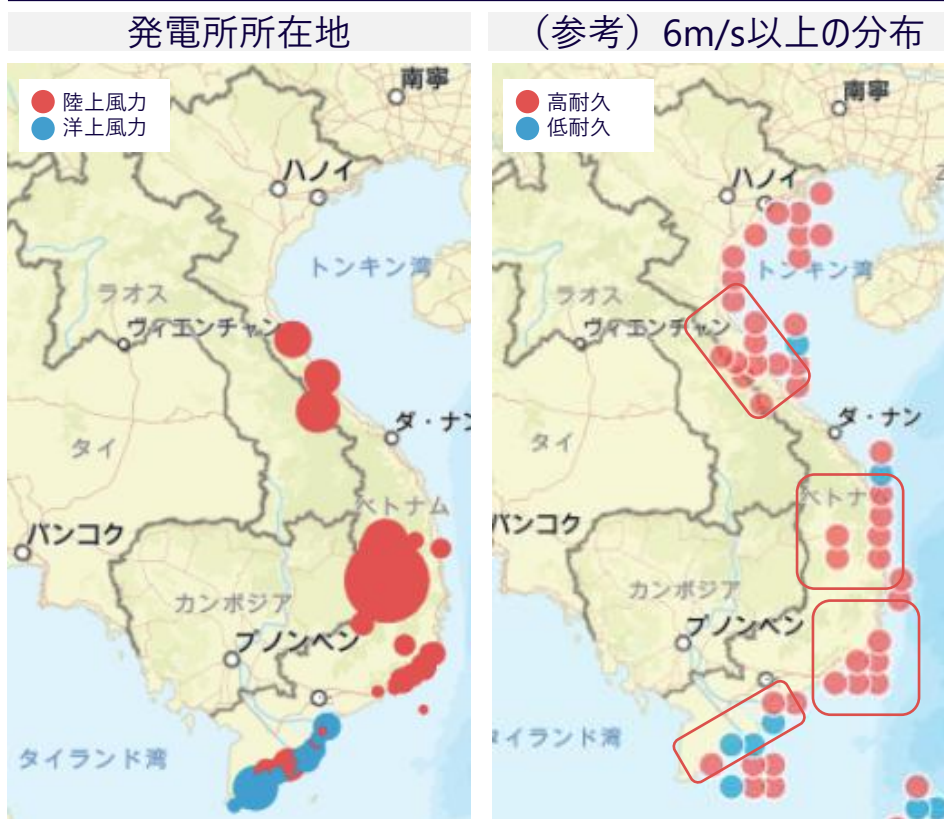 発電所所在地
陸上風力
洋上風力
南寧
ハノイ
トンキン湾
ラオス
ヴィエンチャン
ダ・ナン
タイ
ベトナム
バンコク
カンボジア
プノンペン
タイランド湾
（参考）6m/s以上の分布
高耐久
低耐久
南寧
ハノイ
トンキン湾
ラオス
ヴィエンチャン
ダ・ナン
タイ
ベトナム
バンコク
カンボジア
プノンペン
イランド湾